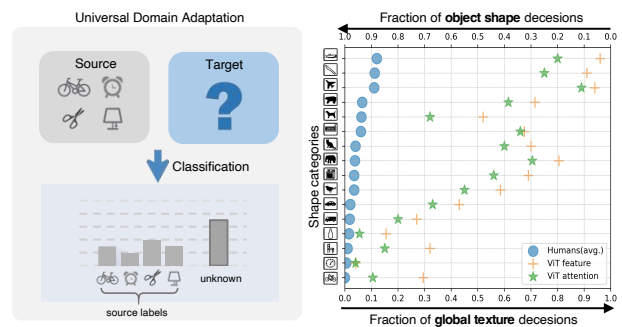 Universal Domain Adaptation
Source
Target
?
Classification
unknown
source labels
Fraction of object shape decesions
1.0 0.9 0.8 0.7 0.6 0.5 0.4 0.3 0.2 0.1 0.0
Shape categories
Humans(avg.)
ViT feature
ViT attention
0.0 0.1 0.2 0.3 0.4 0.5 0.6 0.7 0.8 0.9 1.0
Fraction of global texture decesions